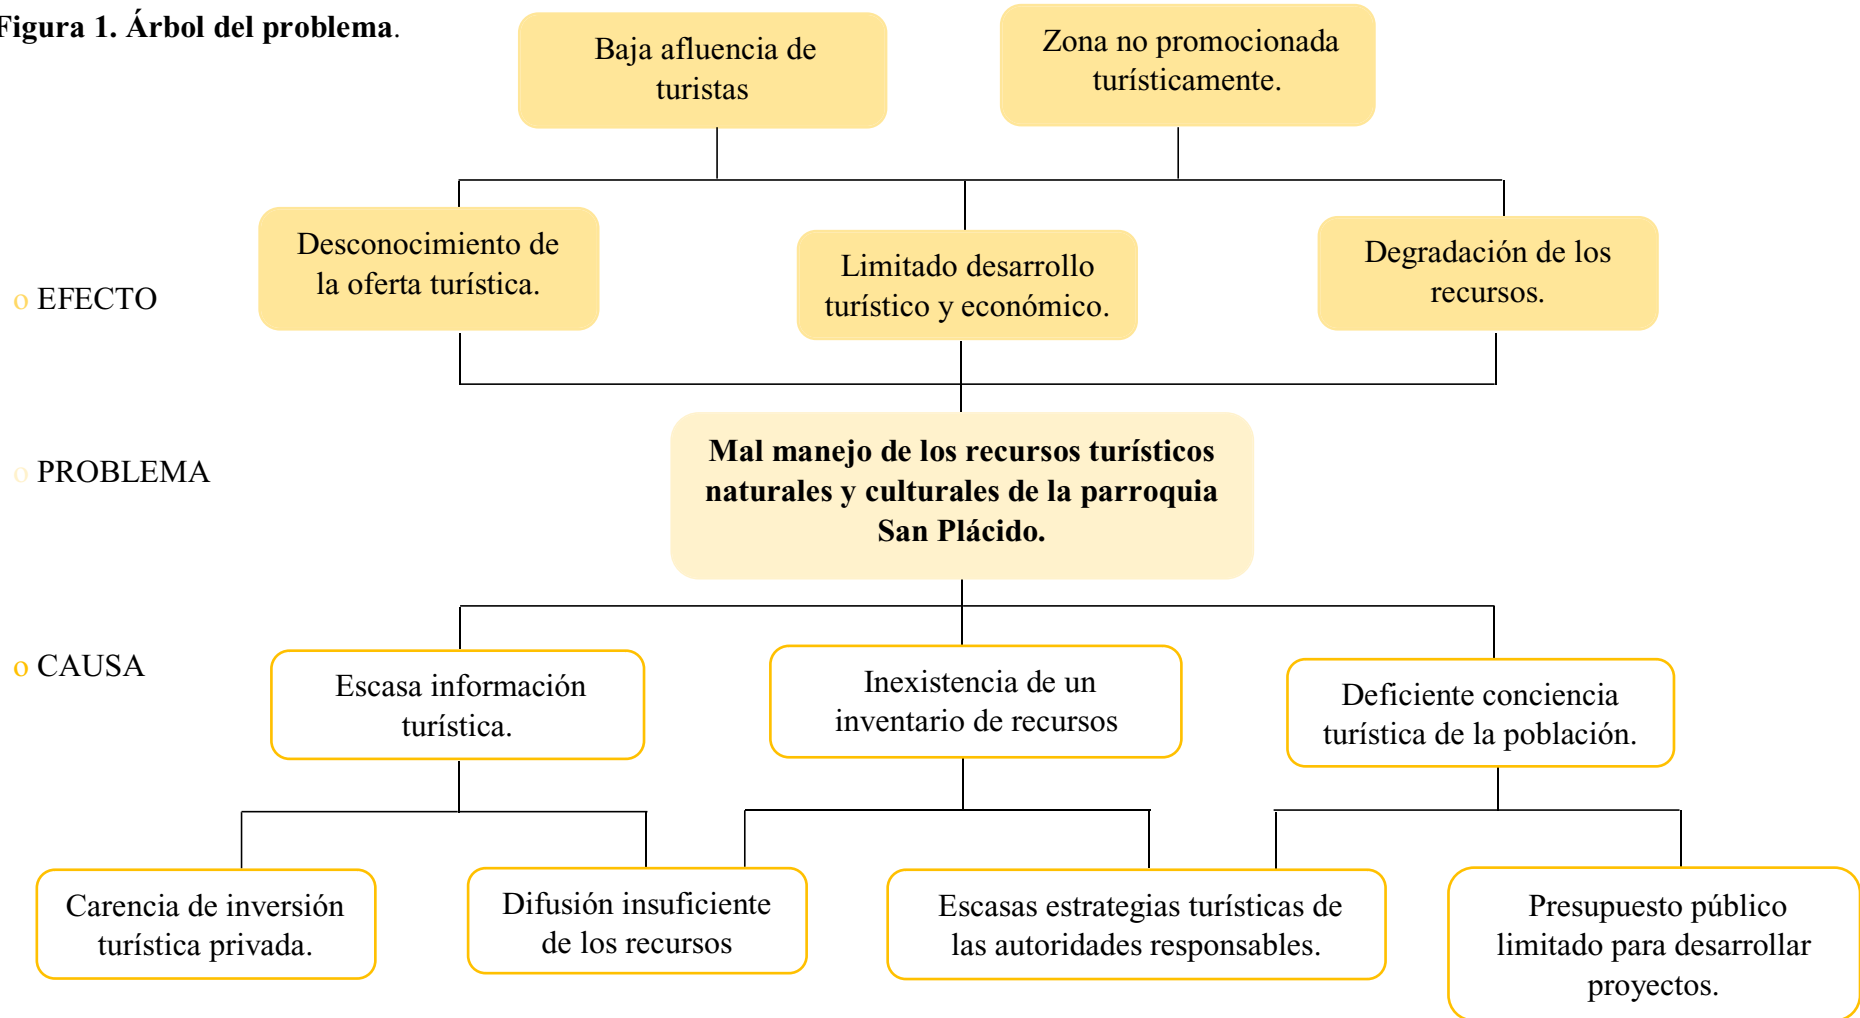 Figura 1. Árbol del problema.
Baja afluencia de
turistas
Zona no promocionada
turísticamente.
o EFECTO
Desconocimiento de
la oferta turística.
Limitado desarrollo
turístico y económico.
Degradación de los
recursos.
o PROBLEMA
Mal manejo de los recursos turísticos
naturales y culturales de la parroquia
San Plácido.
o CAUSA
Escasa información
turística.
Inexistencia de un
inventario de recursos
Deficiente conciencia
turística de la población.
Carencia de inversión
turística privada.
Difusión insuficiente
de los recursos
Escasas estrategias turísticas de
las autoridades responsables.
Presupuesto público
limitado para desarrollar
proyectos.